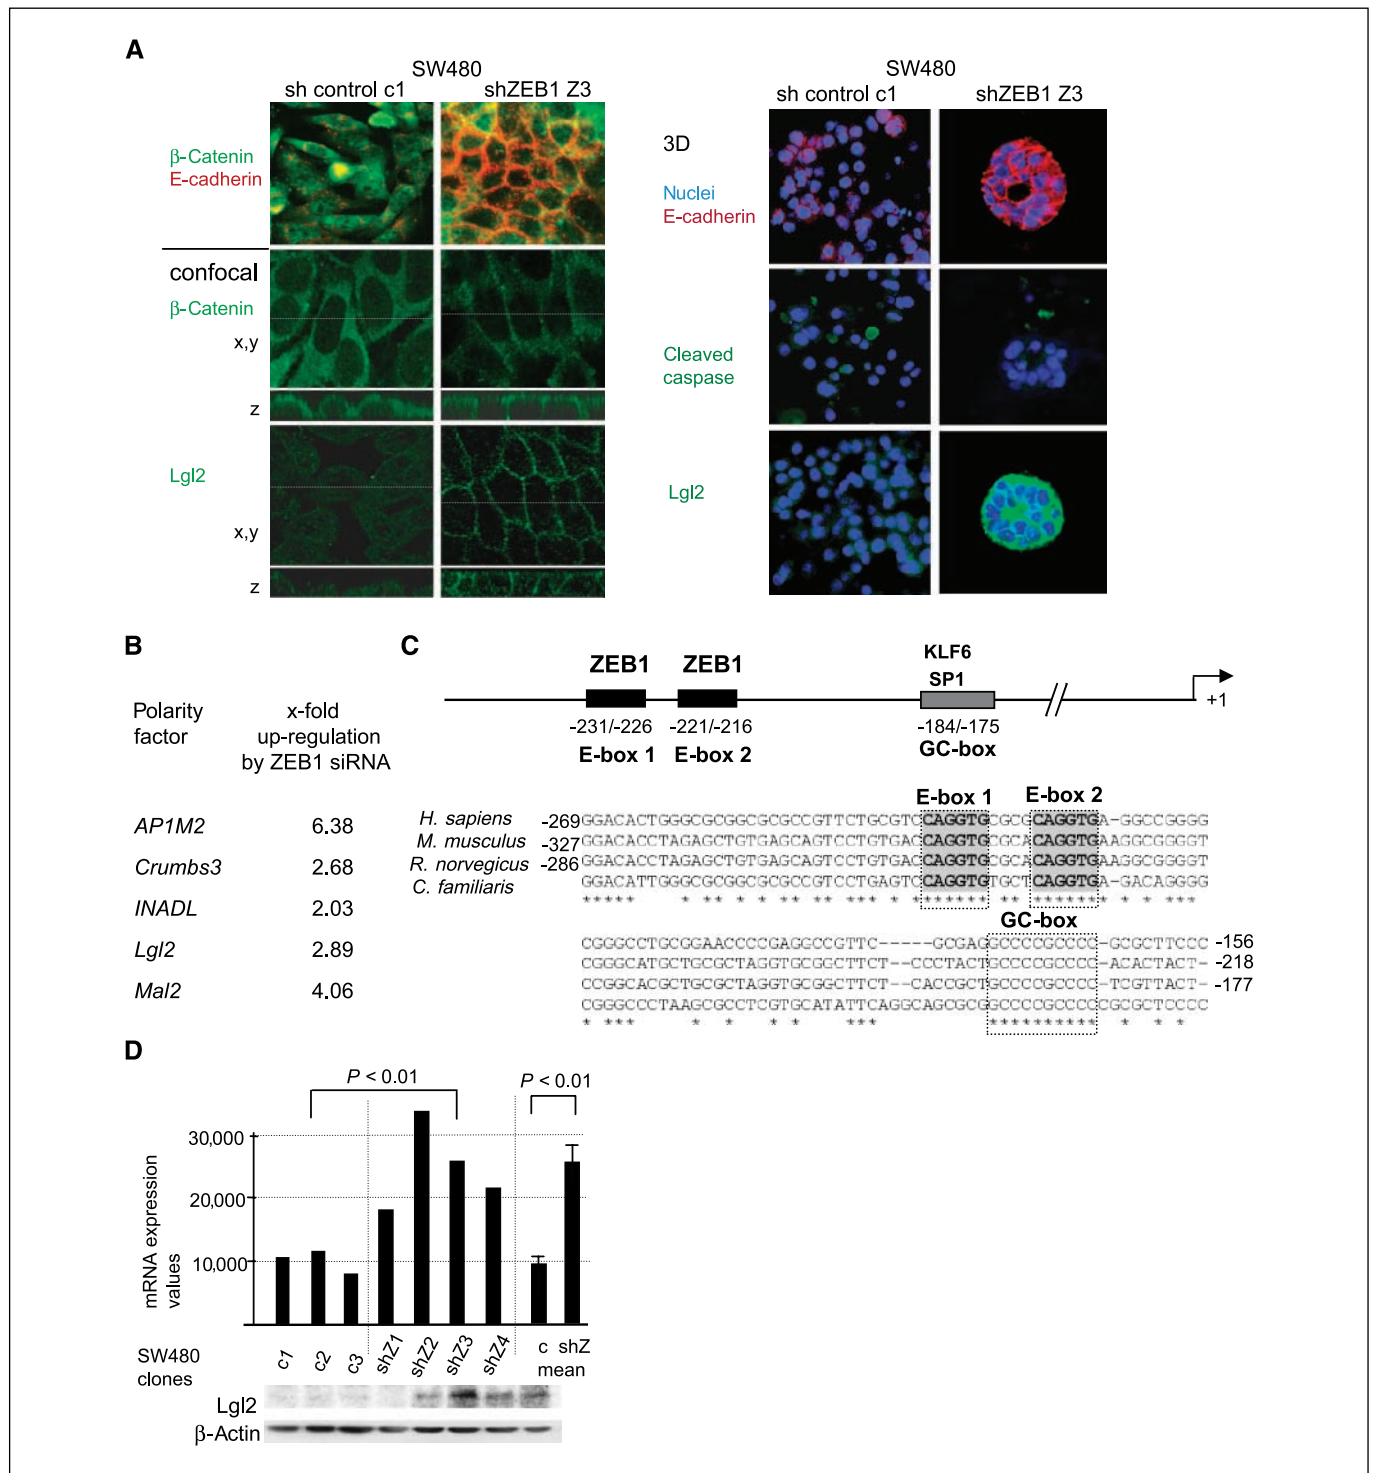 A
SW480
sh control c1
shZEB1 Z3
β-Catenin
E-cadherin
confocal
β-Catenin
x,y
z
Lgl2
x,y
z
SW480
sh control c1
shZEB1 Z3
3D
Nuclei
E-cadherin
Cleaved
caspase
Lgl2
B
Polarity
factor
x-fold
up-regulation
by ZEB1 siRNA
AP1M2 6.38
Crumbs3 2.68
INADL 2.03
Lgl2 2.89
Mal2 4.06
C
ZEB1 ZEB1
KLF6
SP1
+1
-231/-226 -221/-216 -184/-175
E-box 1 E-box 2 GC-box
E-box 1 E-box 2
H. sapiens -269 GGACACTGGGCGCGGCGCGCCGTTCTGCGTCCAGGTGCGCCCAGGTGA-GGCCGGGG
M. musculus -327 GGACACCTAGAGCTGTGAGCAGTCCTGTGACCAGGTGCGCACAGGTGAAGGCGGGGT
R. norvegicus -286 GGACACCTAGAGCTGTGAGCAGTCCTGTGACCAGGTGCGCACAGGTGAAGGCGGGGT
C. familiaris GGACATTGGGCGCGGCGCGCCGTCCTGAGTCCAGGTGTGCTCAGGTGA-GACAGGGG
GC-box
CGGGCCTGCGGAACCCCGAGGCCGTTC-----GCGAGGCCCCGCCCC-GCGCTTCCC -156
CGGGCATGCTGCGCTAGGTGCGGCTTCT--CCCTACTGCCCCGCCCC-ACACTACT- -218
CCGGCACGCTGCGCTAGGTGCGGCTTCT--CACCGCTGCCCCGCCCC-TCGTTACT- -177
CGGGCCCTAAGCGCCTCGTGCATATTCAGGCAGCGCGGCCCCGCCCCCGCGCTCCCC
D
P < 0.01
P < 0.01
30,000
20,000
10,000
mRNA expression
values
SW480
clones
c1 c2 c3 shZ1 shZ2 shZ3 shZ4 c shZ
mean
Lgl2
β-Actin